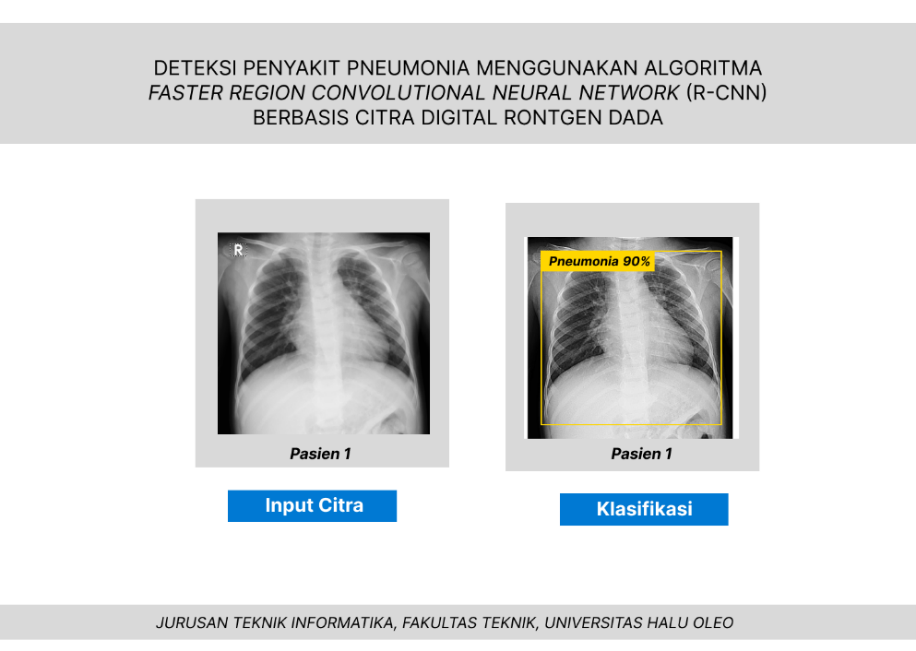 DETEKSI PENYAKIT PNEUMONIA MENGGUNAKAN ALGORITMA
FASTER REGION CONVOLUTIONAL NEURAL NETWORK (R-CNN)
BERBASIS CITRA DIGITAL RONTGEN DADA
R
Pasien 1
Input Citra
Pneumonia 90%
Pasien 1
Klasifikasi
JURUSAN TEKNIK INFORMATIKA, FAKULTAS TEKNIK, UNIVERSITAS HALU OLEO